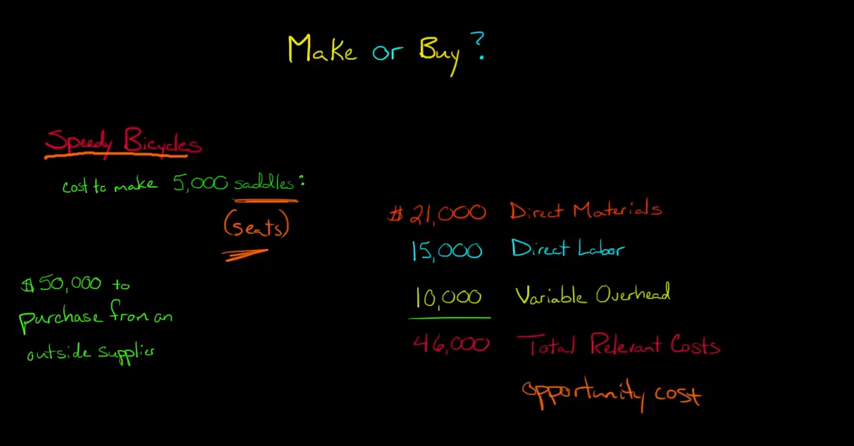 Make or Buy?
Speedy Bicycles
cost to make 5,000 saddles:
(seats)
$50,000 to
purchase from an
outside supplier
$21,000 Direct Materials
15,000 Direct Labor
10,000 Variable Overhead
46,000 Total Relevant Costs
opportunity cost